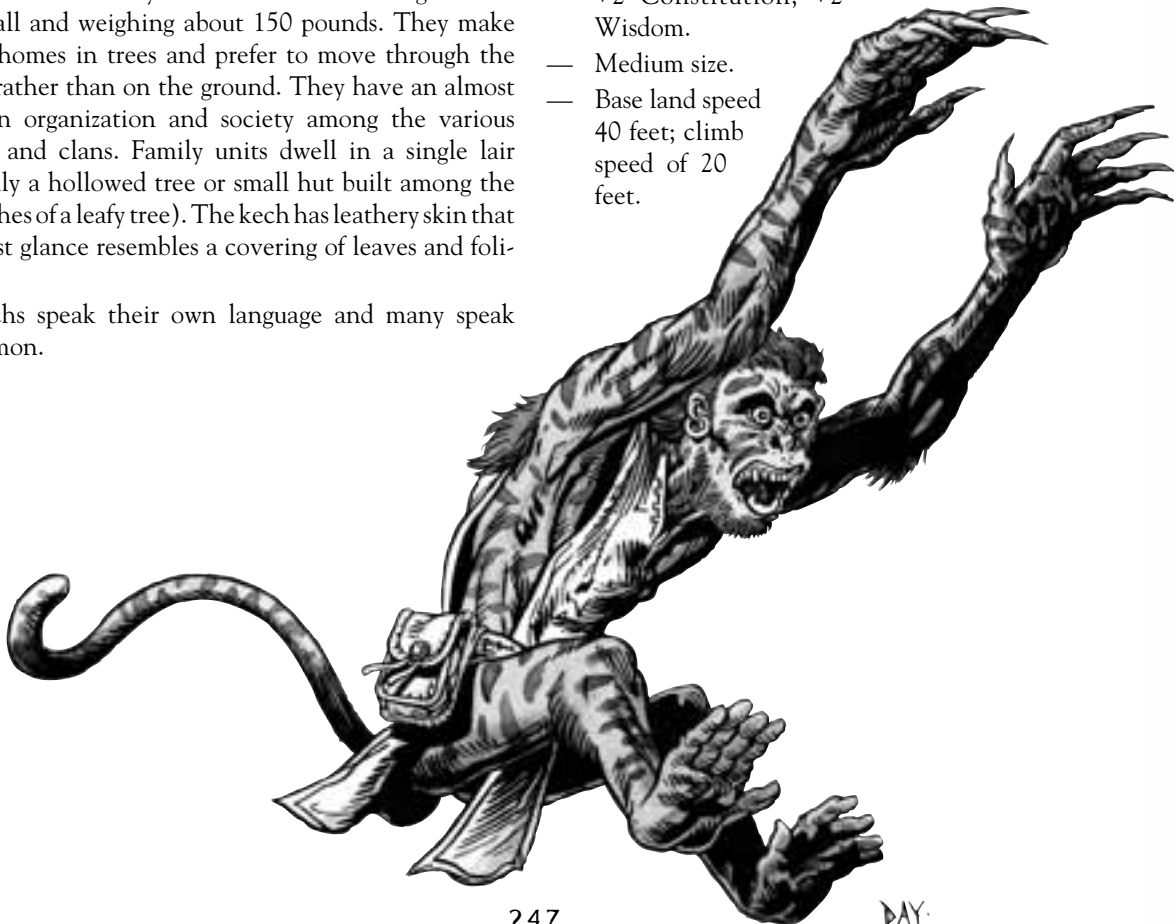 all and weighing about 150 pounds. They make
homes in trees and prefer to move through the
rather than on the ground. They have an almost
n organization and society among the various
and clans. Family units dwell in a single lair
ly a hollowed tree or small hut built among the
hes of a leafy tree). The kech has leathery skin that
st glance resembles a covering of leaves and foli-
hs speak their own language and many speak
mon.
+2 Constitution, +2
Wisdom.
— Medium size.
— Base land speed
40 feet; climb
speed of 20
feet.
247
DAY.